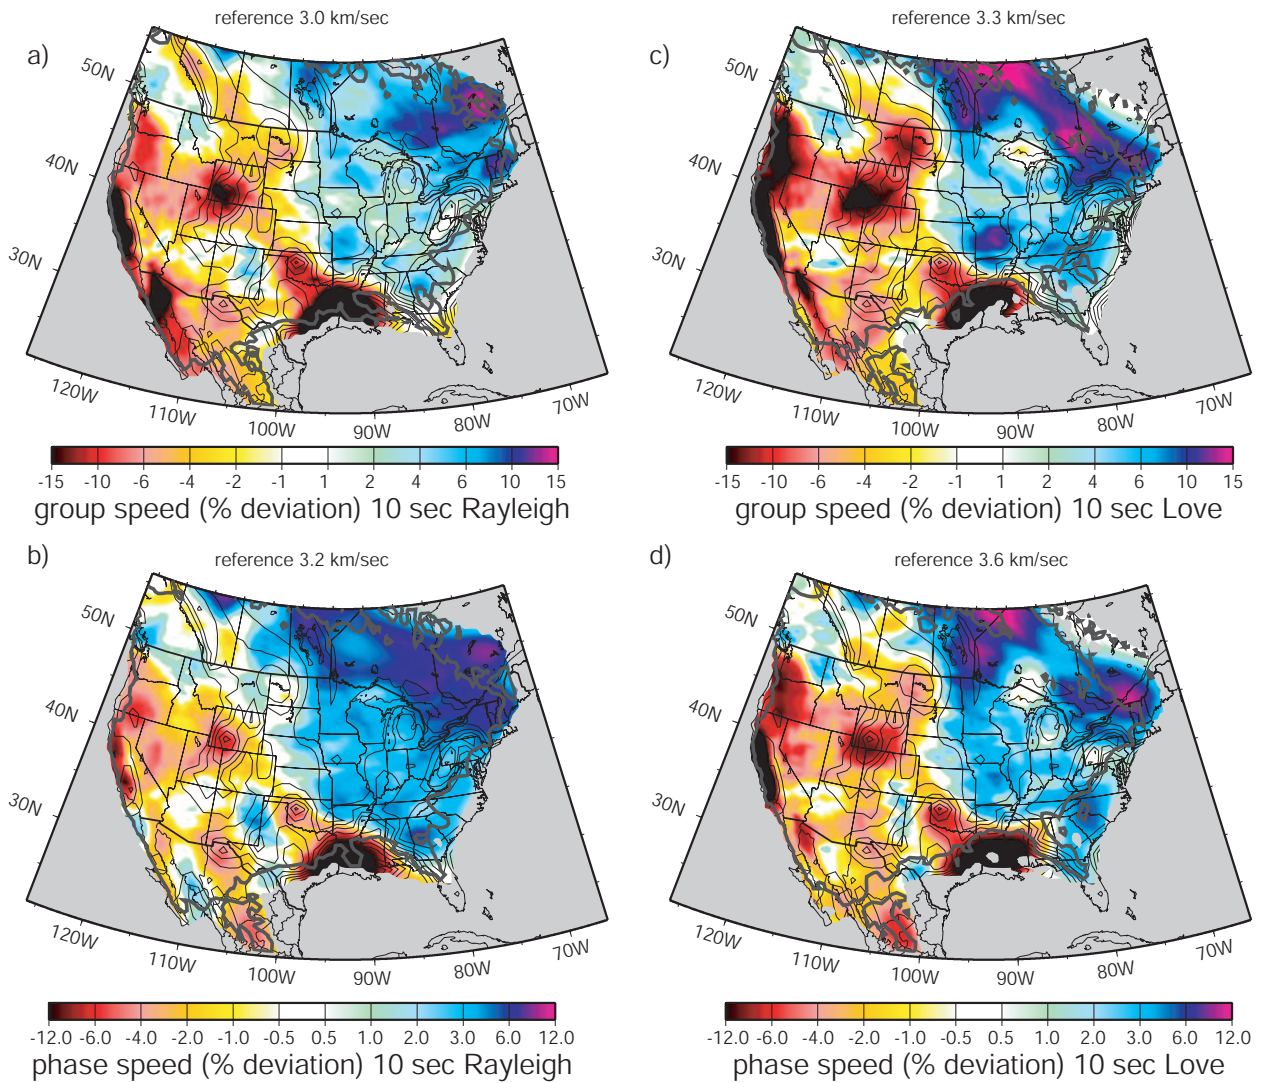 a)
reference 3.0 km/sec
50N
40N
30N
120W
110W
100W
90W
80W
70W
-15 -10 -6 -4 -2 -1 1 2 4 6 10 15
group speed (% deviation) 10 sec Rayleigh
c)
reference 3.3 km/sec
50N
40N
30N
120W
110W
100W
90W
80W
70W
-15 -10 -6 -4 -2 -1 1 2 4 6 10 15
group speed (% deviation) 10 sec Love
b)
reference 3.2 km/sec
50N
40N
30N
120W
110W
100W
90W
80W
70W
-12.0 -6.0 -4.0 -2.0 -1.0 -0.5 0.5 1.0 2.0 3.0 6.0 12.0
phase speed (% deviation) 10 sec Rayleigh
d)
reference 3.6 km/sec
50N
40N
30N
120W
110W
100W
90W
80W
70W
-12.0 -6.0 -4.0 -2.0 -1.0 -0.5 0.5 1.0 2.0 3.0 6.0 12.0
phase speed (% deviation) 10 sec Love